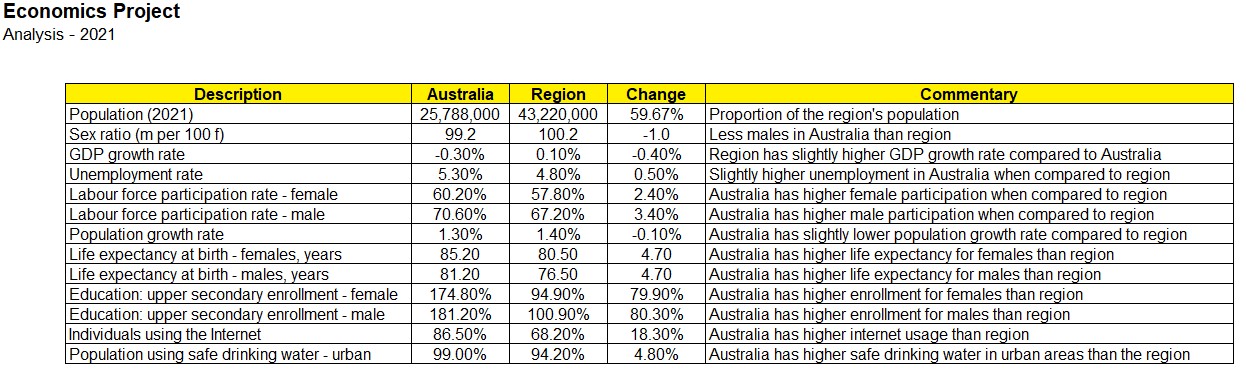 Economics Project
Analysis - 2021
Description Australia Region Change Commentary
Population (2021) 25,788,000 43,220,000 59.67% Proportion of the region's population
Sex ratio (m per 100 f) 99.2 100.2 -1.0 Less males in Australia than region
GDP growth rate -0.30% 0.10% -0.40% Region has slightly higher GDP growth rate compared to Australia
Unemployment rate 5.30% 4.80% 0.50% Slightly higher unemployment in Australia when compared to region
Labour force participation rate - female 60.20% 57.80% 2.40% Australia has higher female participation when compared to region
Labour force participation rate - male 70.60% 67.20% 3.40% Australia has higher male participation when compared to region
Population growth rate 1.30% 1.40% -0.10% Australia has slightly lower population growth rate compared to region
Life expectancy at birth - females, years 85.20 80.50 4.70 Australia has higher life expectancy for females than region
Life expectancy at birth - males, years 81.20 76.50 4.70 Australia has higher life expectancy for males than region
Education: upper secondary enrollment - female 174.80% 94.90% 79.90% Australia has higher enrollment for females than region
Education: upper secondary enrollment - male 181.20% 100.90% 80.30% Australia has higher enrollment for males than region
Individuals using the Internet 86.50% 68.20% 18.30% Australia has higher internet usage than region
Population using safe drinking water - urban 99.00% 94.20% 4.80% Australia has higher safe drinking water in urban areas than the region